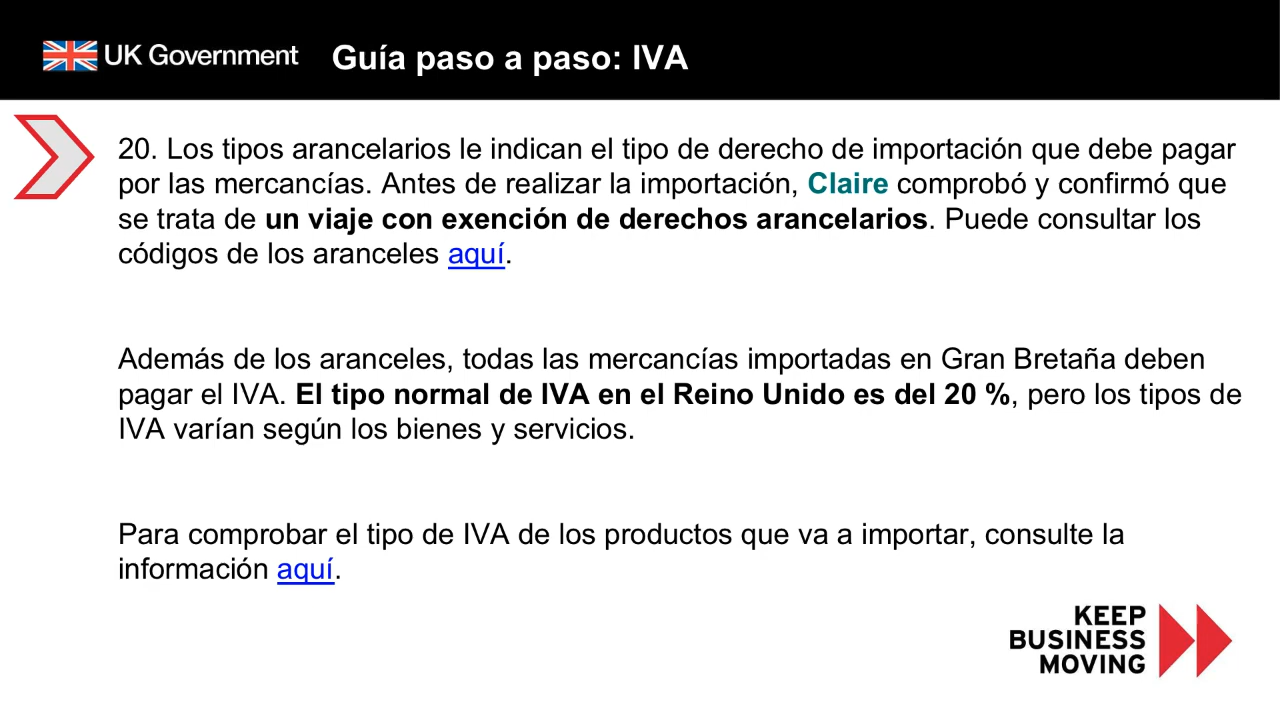 UK Government
Guía paso a paso: IVA
20. Los tipos arancelarios le indican el tipo de derecho de importación que debe pagar
por las mercancías. Antes de realizar la importación, Claire comprobó y confirmó que
se trata de un viaje con exención de derechos arancelarios. Puede consultar los
códigos de los aranceles aquí.
Además de los aranceles, todas las mercancías importadas en Gran Bretaña deben
pagar el IVA. El tipo normal de IVA en el Reino Unido es del 20 %, pero los tipos de
IVA varían según los bienes y servicios.
Para comprobar el tipo de IVA de los productos que va a importar, consulte la
información aquí.
KEEP
BUSINESS
MOVING